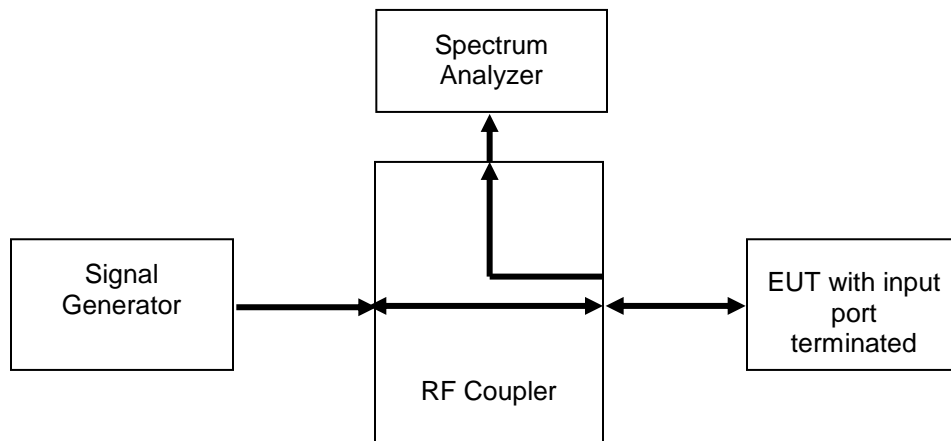 Spectrum
Analyzer
Signal
Generator
EUT with input
port
terminated
RF Coupler